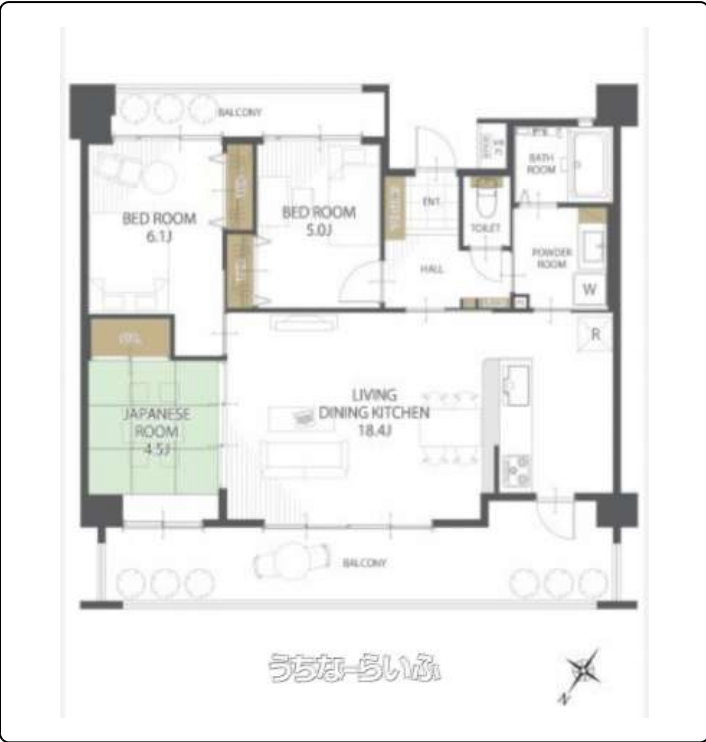 BALCONY
BATH
ROOM
ENT.
BED ROOM
6.1J
BED ROOM
5.0J
TOILET
POWDER
ROOM
HALL
W
R
LIVING
DINING KITCHEN
18.4J
JAPANESE
ROOM
4.5J
BALCONY
うちなーらいふ
N